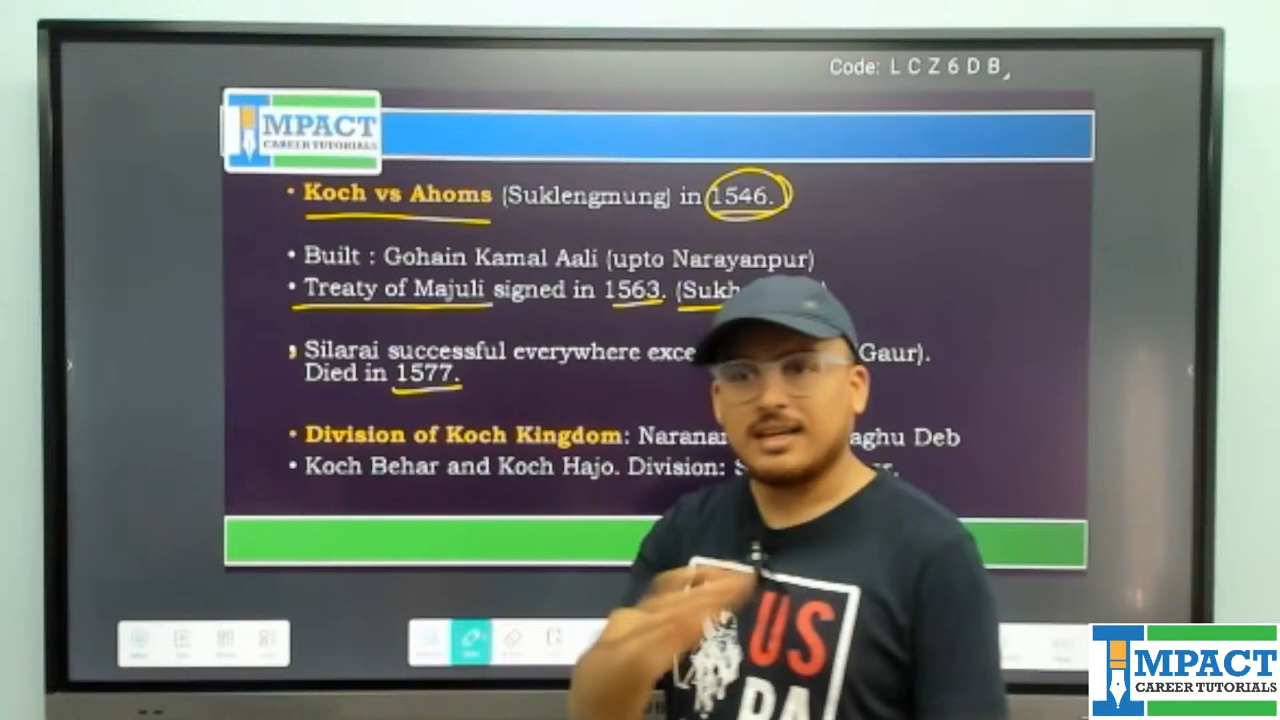 Code: L C Z 6 D B
IMPACT
CAREER TUTORIALS
• Koch vs Ahoms (Suklengmung) in 1546.
• Built : Gohain Kamal Aali (upto Narayanpur)
• Treaty of Majuli signed in 1563.
Silarai successful everywhere Gaur).
Died in 1577.
• Division of Koch Kingdom: Deb
• Koch Behar and Koch Hajo. Division:
US
IMPACT
CAREER TUTORIALS